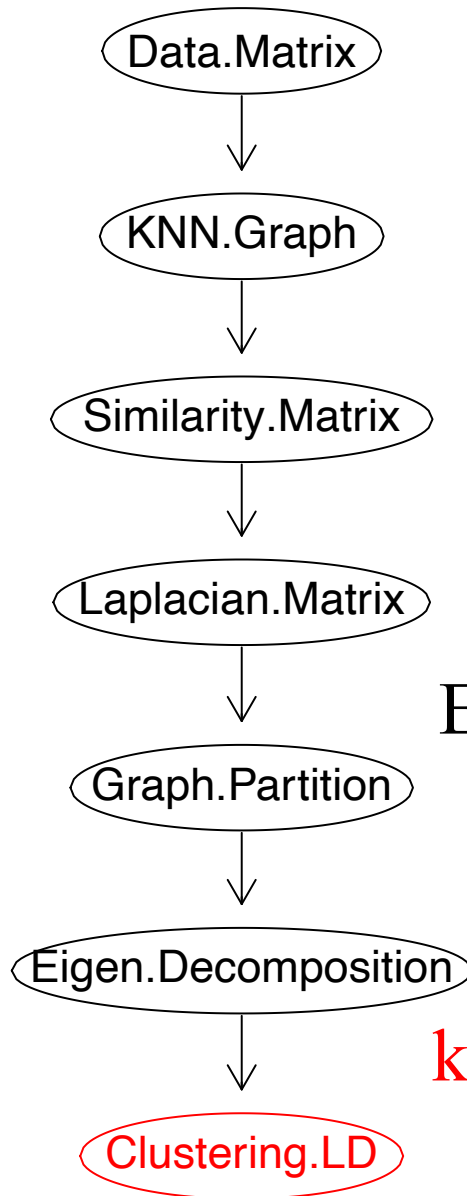 Data.Matrix
KNN.Graph
Similarity.Matrix
Laplacian.Matrix
E
Graph.Partition
Eigen.Decomposition
k
Clustering.LD